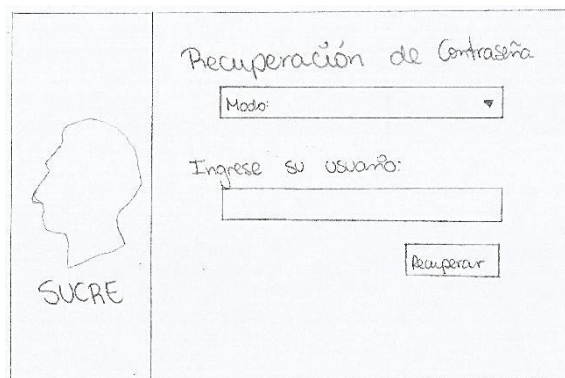 Recuperación de Contraseña
Modo:
Ingrese su usuario:
Recuperar
SUCRE